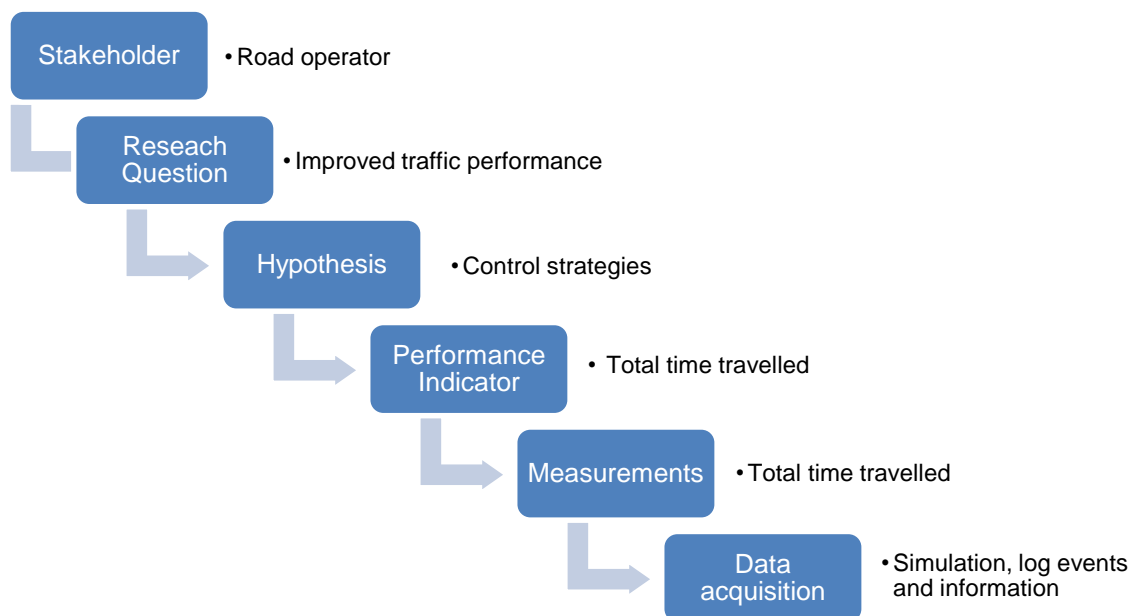 Stakeholder
• Road operator
Reseach
Question
• Improved traffic performance
Hypothesis
• Control strategies
Performance
Indicator
• Total time travelled
Measurements
• Total time travelled
Data
acquisition
• Simulation, log events
and information